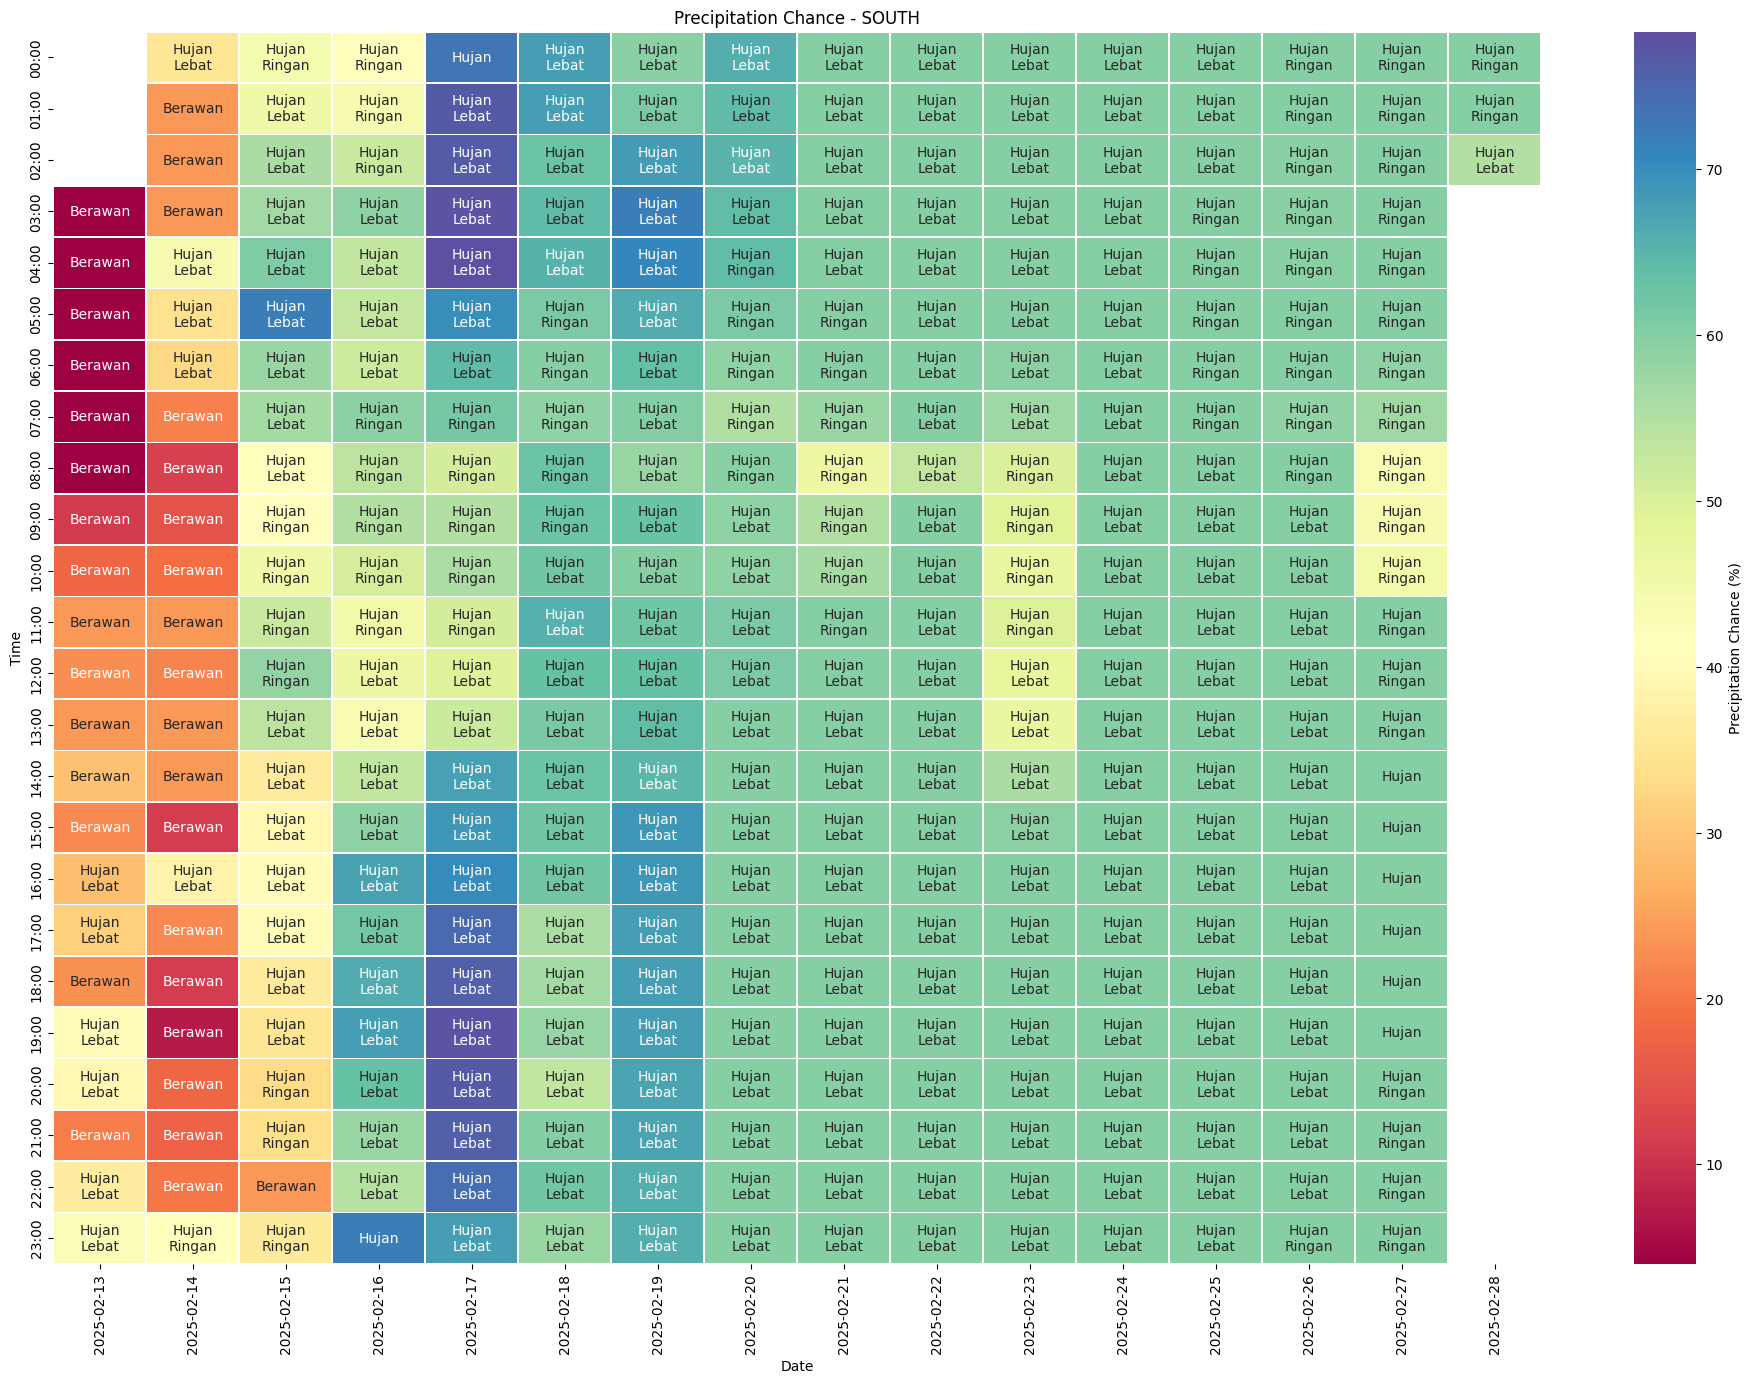 Precipitation Chance - SOUTH
00:00 Hujan Lebat Hujan Ringan Hujan Ringan Hujan Hujan Lebat Hujan Lebat Hujan Lebat Hujan Lebat Hujan Lebat Hujan Lebat Hujan Lebat Hujan Lebat Hujan Ringan Hujan Ringan Hujan Ringan
01:00 Berawan Hujan Lebat Hujan Ringan Hujan Lebat Hujan Lebat Hujan Lebat Hujan Lebat Hujan Lebat Hujan Lebat Hujan Lebat Hujan Lebat Hujan Lebat Hujan Ringan Hujan Ringan Hujan Ringan
02:00 Berawan Hujan Lebat Hujan Ringan Hujan Lebat Hujan Lebat Hujan Lebat Hujan Lebat Hujan Lebat Hujan Lebat Hujan Lebat Hujan Lebat Hujan Lebat Hujan Ringan Hujan Ringan Hujan Lebat
03:00 Berawan Berawan Hujan Lebat Hujan Lebat Hujan Lebat Hujan Lebat Hujan Lebat Hujan Lebat Hujan Lebat Hujan Lebat Hujan Lebat Hujan Lebat Hujan Ringan Hujan Ringan Hujan Ringan
04:00 Berawan Hujan Lebat Hujan Lebat Hujan Lebat Hujan Lebat Hujan Lebat Hujan Lebat Hujan Ringan Hujan Lebat Hujan Lebat Hujan Lebat Hujan Lebat Hujan Ringan Hujan Ringan Hujan Ringan
05:00 Berawan Hujan Lebat Hujan Lebat Hujan Lebat Hujan Lebat Hujan Ringan Hujan Lebat Hujan Ringan Hujan Ringan Hujan Lebat Hujan Lebat Hujan Lebat Hujan Ringan Hujan Ringan Hujan Ringan
06:00 Berawan Hujan Lebat Hujan Lebat Hujan Lebat Hujan Lebat Hujan Ringan Hujan Lebat Hujan Ringan Hujan Ringan Hujan Lebat Hujan Lebat Hujan Lebat Hujan Ringan Hujan Ringan Hujan Ringan
07:00 Berawan Berawan Hujan Lebat Hujan Ringan Hujan Ringan Hujan Ringan Hujan Lebat Hujan Ringan Hujan Ringan Hujan Lebat Hujan Lebat Hujan Lebat Hujan Ringan Hujan Ringan Hujan Ringan
08:00 Berawan Berawan Hujan Lebat Hujan Ringan Hujan Ringan Hujan Ringan Hujan Lebat Hujan Ringan Hujan Ringan Hujan Lebat Hujan Ringan Hujan Lebat Hujan Lebat Hujan Ringan Hujan Ringan
09:00 Berawan Berawan Hujan Ringan Hujan Ringan Hujan Ringan Hujan Ringan Hujan Lebat Hujan Lebat Hujan Ringan Hujan Lebat Hujan Ringan Hujan Lebat Hujan Lebat Hujan Lebat Hujan Ringan
10:00 Berawan Berawan Hujan Ringan Hujan Ringan Hujan Ringan Hujan Lebat Hujan Lebat Hujan Lebat Hujan Ringan Hujan Lebat Hujan Ringan Hujan Lebat Hujan Lebat Hujan Lebat Hujan Ringan
11:00 Berawan Berawan Hujan Ringan Hujan Ringan Hujan Ringan Hujan Lebat Hujan Lebat Hujan Lebat Hujan Ringan Hujan Lebat Hujan Ringan Hujan Lebat Hujan Lebat Hujan Lebat Hujan Ringan
12:00 Berawan Berawan Hujan Ringan Hujan Lebat Hujan Lebat Hujan Lebat Hujan Lebat Hujan Lebat Hujan Lebat Hujan Lebat Hujan Lebat Hujan Lebat Hujan Lebat Hujan Lebat Hujan Ringan
13:00 Berawan Berawan Hujan Lebat Hujan Lebat Hujan Lebat Hujan Lebat Hujan Lebat Hujan Lebat Hujan Lebat Hujan Lebat Hujan Lebat Hujan Lebat Hujan Lebat Hujan Lebat Hujan Ringan
14:00 Berawan Berawan Hujan Lebat Hujan Lebat Hujan Lebat Hujan Lebat Hujan Lebat Hujan Lebat Hujan Lebat Hujan Lebat Hujan Lebat Hujan Lebat Hujan Lebat Hujan Lebat Hujan
15:00 Berawan Berawan Hujan Lebat Hujan Lebat Hujan Lebat Hujan Lebat Hujan Lebat Hujan Lebat Hujan Lebat Hujan Lebat Hujan Lebat Hujan Lebat Hujan Lebat Hujan Lebat Hujan
16:00 Hujan Lebat Hujan Lebat Hujan Lebat Hujan Lebat Hujan Lebat Hujan Lebat Hujan Lebat Hujan Lebat Hujan Lebat Hujan Lebat Hujan Lebat Hujan Lebat Hujan Lebat Hujan Lebat Hujan
17:00 Hujan Lebat Berawan Hujan Lebat Hujan Lebat Hujan Lebat Hujan Lebat Hujan Lebat Hujan Lebat Hujan Lebat Hujan Lebat Hujan Lebat Hujan Lebat Hujan Lebat Hujan Lebat Hujan
18:00 Berawan Berawan Hujan Lebat Hujan Lebat Hujan Lebat Hujan Lebat Hujan Lebat Hujan Lebat Hujan Lebat Hujan Lebat Hujan Lebat Hujan Lebat Hujan Lebat Hujan Lebat Hujan
19:00 Hujan Lebat Berawan Hujan Lebat Hujan Lebat Hujan Lebat Hujan Lebat Hujan Lebat Hujan Lebat Hujan Lebat Hujan Lebat Hujan Lebat Hujan Lebat Hujan Lebat Hujan Lebat Hujan
20:00 Hujan Lebat Berawan Hujan Ringan Hujan Lebat Hujan Lebat Hujan Lebat Hujan Lebat Hujan Lebat Hujan Lebat Hujan Lebat Hujan Lebat Hujan Lebat Hujan Lebat Hujan Lebat Hujan Ringan
21:00 Berawan Berawan Hujan Ringan Hujan Lebat Hujan Lebat Hujan Lebat Hujan Lebat Hujan Lebat Hujan Lebat Hujan Lebat Hujan Lebat Hujan Lebat Hujan Lebat Hujan Lebat Hujan Ringan
22:00 Hujan Lebat Berawan Berawan Hujan Lebat Hujan Lebat Hujan Lebat Hujan Lebat Hujan Lebat Hujan Lebat Hujan Lebat Hujan Lebat Hujan Lebat Hujan Lebat Hujan Lebat Hujan Ringan
23:00 Hujan Lebat Hujan Ringan Hujan Ringan Hujan Hujan Lebat Hujan Lebat Hujan Lebat Hujan Lebat Hujan Lebat Hujan Lebat Hujan Lebat Hujan Lebat Hujan Lebat Hujan Ringan Hujan Ringan
Time
2025-02-13 2025-02-14 2025-02-15 2025-02-16 2025-02-17 2025-02-18 2025-02-19 2025-02-20 2025-02-21 2025-02-22 2025-02-23 2025-02-24 2025-02-25 2025-02-26 2025-02-27 2025-02-28
Date
70
60
50
40
30
20
10
Precipitation Chance (%)